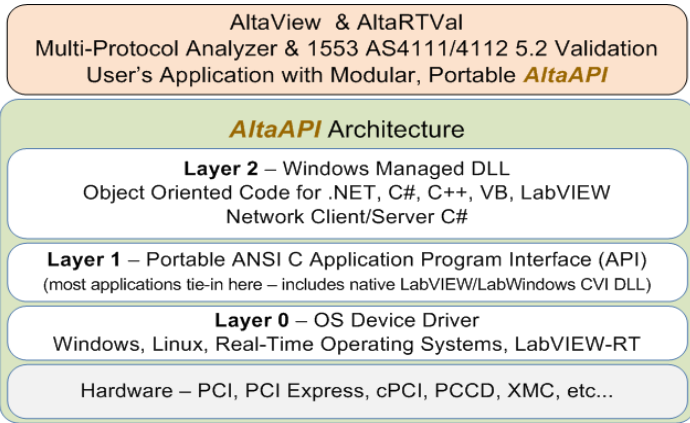 AltaView & AltaRTVal
Multi-Protocol Analyzer & 1553 AS4111/4112 5.2 Validation
User's Application with Modular, Portable AltaAPI
AltaAPI Architecture
Layer 2 – Windows Managed DLL
Object Oriented Code for .NET, C#, C++, VB, LabVIEW
Network Client/Server C#
Layer 1 – Portable ANSI C Application Program Interface (API)
(most applications tie-in here – includes native LabVIEW/LabWindows CVI DLL)
Layer 0 – OS Device Driver
Windows, Linux, Real-Time Operating Systems, LabVIEW-RT
Hardware – PCI, PCI Express, cPCI, PCCD, XMC, etc...